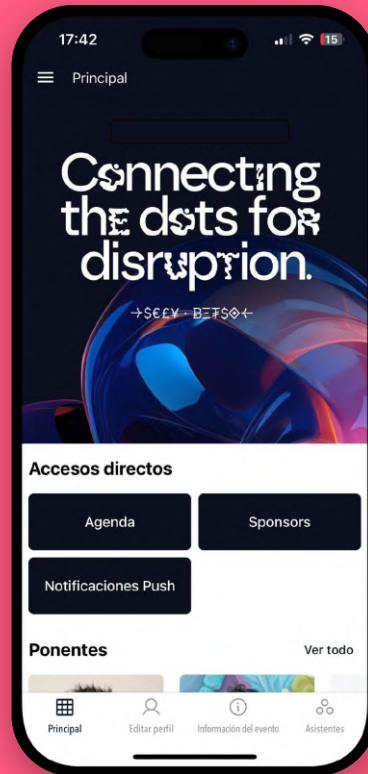 17:42
15
Principal
Connecting
the dots for
disruption.
Accesos directos
Agenda
Sponsors
Notificaciones Push
Ponentes
Ver todo
Principal
Editar perfil
Información del evento
Asistentes